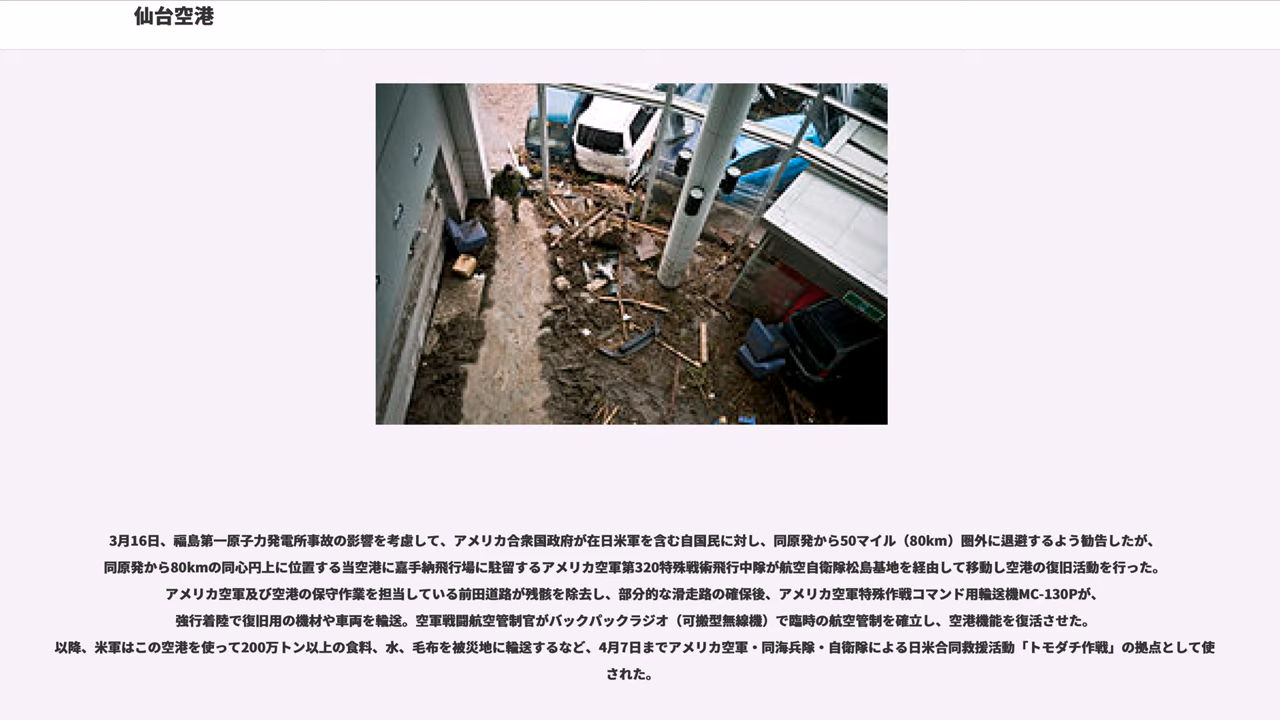 仙台空港
3月16日、福島第一原子力発電所事故の影響を考慮して、アメリカ合衆国政府が在日米軍を含む自国民に対し、同原発から50マイル（80km）圏外に退避するよう勧告したが、
同原発から80kmの同心円上に位置する当空港に嘉手納飛行場に駐留するアメリカ空軍第320特殊戦術飛行中隊が航空自衛隊松島基地を経由して移動し空港の復旧活動を行った。
アメリカ空軍及び空港の保守作業を担当している前田道路が残骸を除去し、部分的な滑走路の確保後、アメリカ空軍特殊作戦コマンド用輸送機MC-130Pが、
強行着陸で復旧用の機材や車両を輸送。空軍戦闘航空管制官がバックパックラジオ（可搬型無線機）で臨時の航空管制を確立し、空港機能を復活させた。
以降、米軍はこの空港を使って200万トン以上の食料、水、毛布を被災地に輸送するなど、4月7日までアメリカ空軍・同海兵隊・自衛隊による日米合同救援活動「トモダチ作戦」の拠点として使
された。